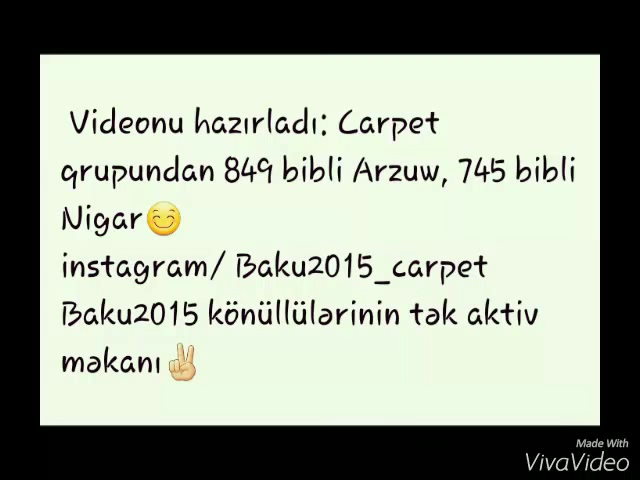 Videonu hazırladı: Carpet
qrupundan 849 bibli Arzuw, 745 bibli
Nigar😊
instagram/ Baku2015_carpet
Baku2015 könüllülərinin tək aktiv
məkanı✌
Made With
VivaVideo